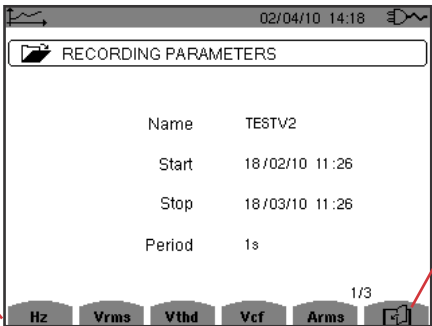 02/04/10 14:18
RECORDING PARAMETERS
Name TESTV2
Start 18/02/10 11:26
Stop 18/03/10 11:26
Period 1s
1/3
Hz Vrms Vthd Vcf Arms